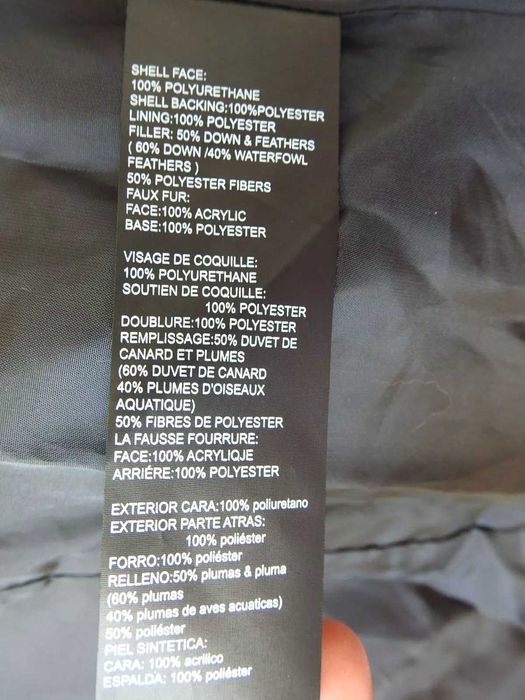 SHELL FACE:
100% POLYURETHANE
SHELL BACKING:100%POLYESTER
LINING:100% POLYESTER
FILLER: 50% DOWN & FEATHERS
( 60% DOWN /40% WATERFOWL
FEATHERS )
50% POLYESTER FIBERS
FAUX FUR:
FACE:100% ACRYLIC
BASE:100% POLYESTER
VISAGE DE COQUILLE:
100% POLYURETHANE
SOUTIEN DE COQUILLE:
100% POLYESTER
DOUBLURE:100% POLYESTER
REMPLISSAGE:50% DUVET DE
CANARD ET PLUMES
(60% DUVET DE CANARD
40% PLUMES D'OISEAUX
AQUATIQUE)
50% FIBRES DE POLYESTER
LA FAUSSE FOURRURE:
FACE:100% ACRYLIQJE
ARRIÉRE:100% POLYESTER
EXTERIOR CARA:100% poliuretano
EXTERIOR PARTE ATRAS:
100% poliéster
FORRO:100% poliéster
RELLENO:50% plumas & pluma
(60% plumas
40% plumas de aves acuaticas)
50% poliéster
PIEL SINTETICA:
CARA: 100% acrilico
ESPALDA: 100% poliéster